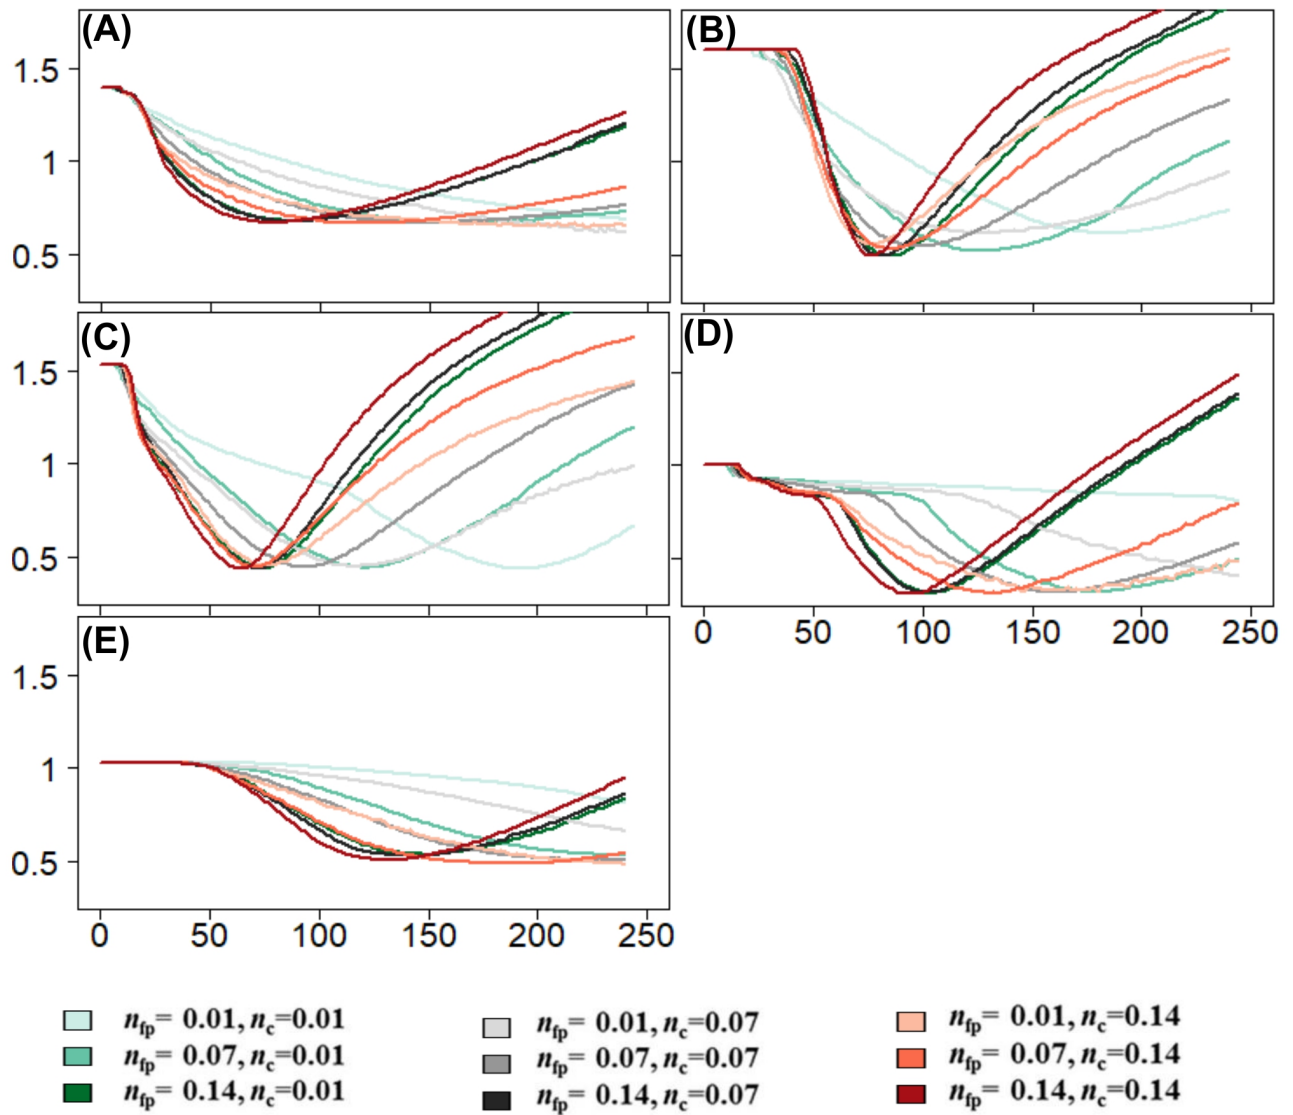 (A)
(B)
1.5
1
0.5
(C)
(D)
1.5
1
0.5
0 50 100 150 200 250
(E)
1.5
1
0.5
0 50 100 150 200 250
nfp= 0.01, nc=0.01
nfp= 0.07, nc=0.01
nfp= 0.14, nc=0.01
nfp= 0.01, nc=0.07
nfp= 0.07, nc=0.07
nfp= 0.14, nc=0.07
nfp= 0.01, nc=0.14
nfp= 0.07, nc=0.14
nfp= 0.14, nc=0.14